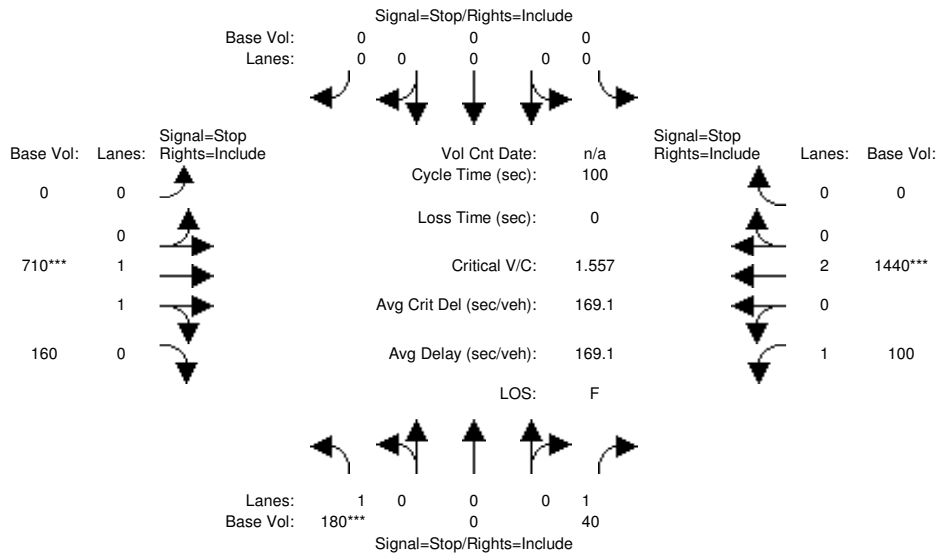 Signal=Stop/Rights=Include
Base Vol: 0 0 0
Lanes: 0 0 0 0 0
Signal=Stop Signal=Stop
Base Vol: Lanes: Rights=Include Vol Cnt Date: n/a Rights=Include Lanes: Base Vol:
Cycle Time (sec): 100
0 0 0 0
Loss Time (sec): 0
0 0
710*** 1 Critical V/C: 1.557 2 1440***
1 Avg Crit Del (sec/veh): 169.1 0
160 0 Avg Delay (sec/veh): 169.1 1 100
LOS: F
Lanes: 1 0 0 0 1
Base Vol: 180*** 0 40
Signal=Stop/Rights=Include